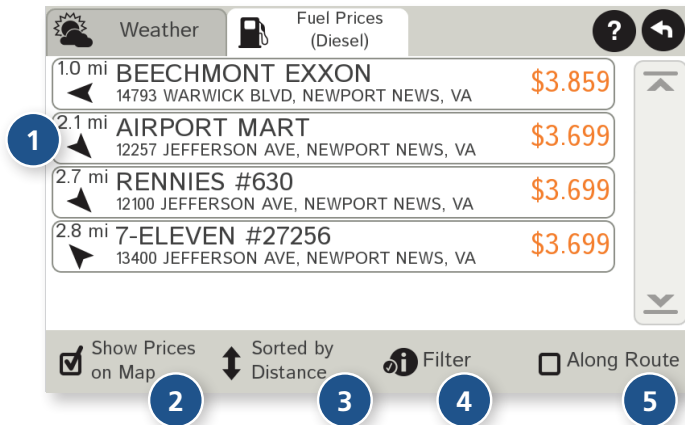 Weather
Fuel Prices
(Diesel)
?
1.0 mi BEECHMONT EXXON $3.859
14793 WARWICK BLVD, NEWPORT NEWS, VA
1
2.1 mi AIRPORT MART $3.699
12257 JEFFERSON AVE, NEWPORT NEWS, VA
2.7 mi RENNIES #630 $3.699
12100 JEFFERSON AVE, NEWPORT NEWS, VA
2.8 mi 7-ELEVEN #27256 $3.699
13400 JEFFERSON AVE, NEWPORT NEWS, VA
Show Prices
on Map
Sorted by
Distance
Filter
Along Route
2
3
4
5